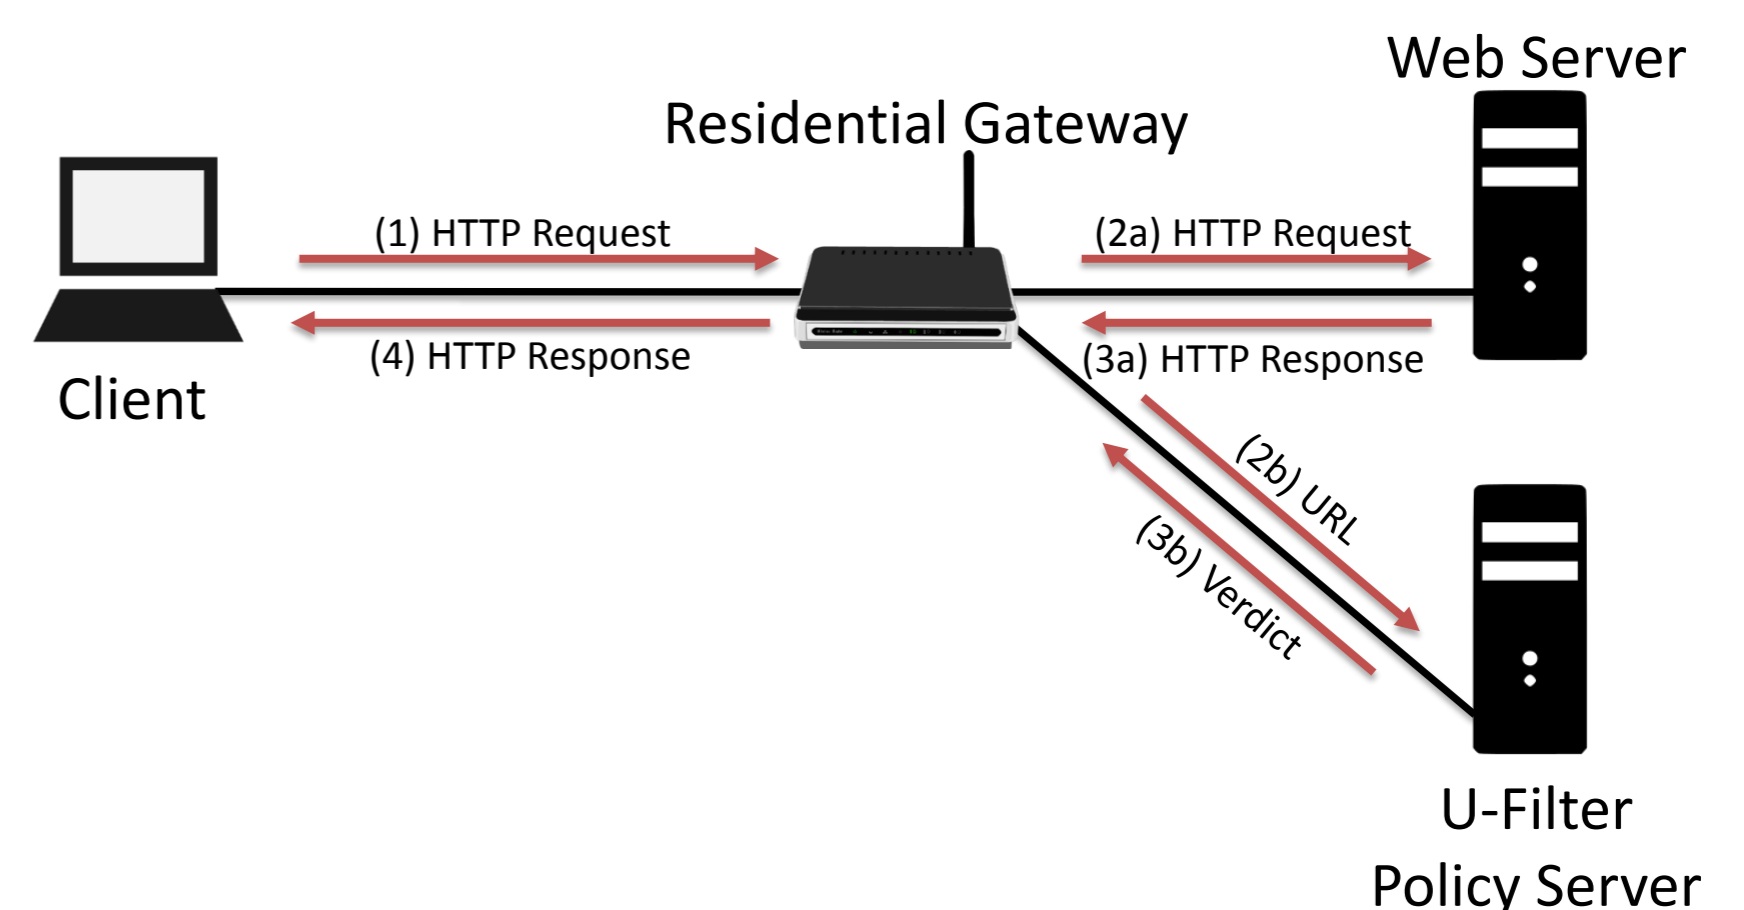 Web Server
Residential Gateway
(1) HTTP Request
(2a) HTTP Request
(4) HTTP Response
(3a) HTTP Response
Client
(2b) URL
(3b) Verdict
U-Filter
Policy Server